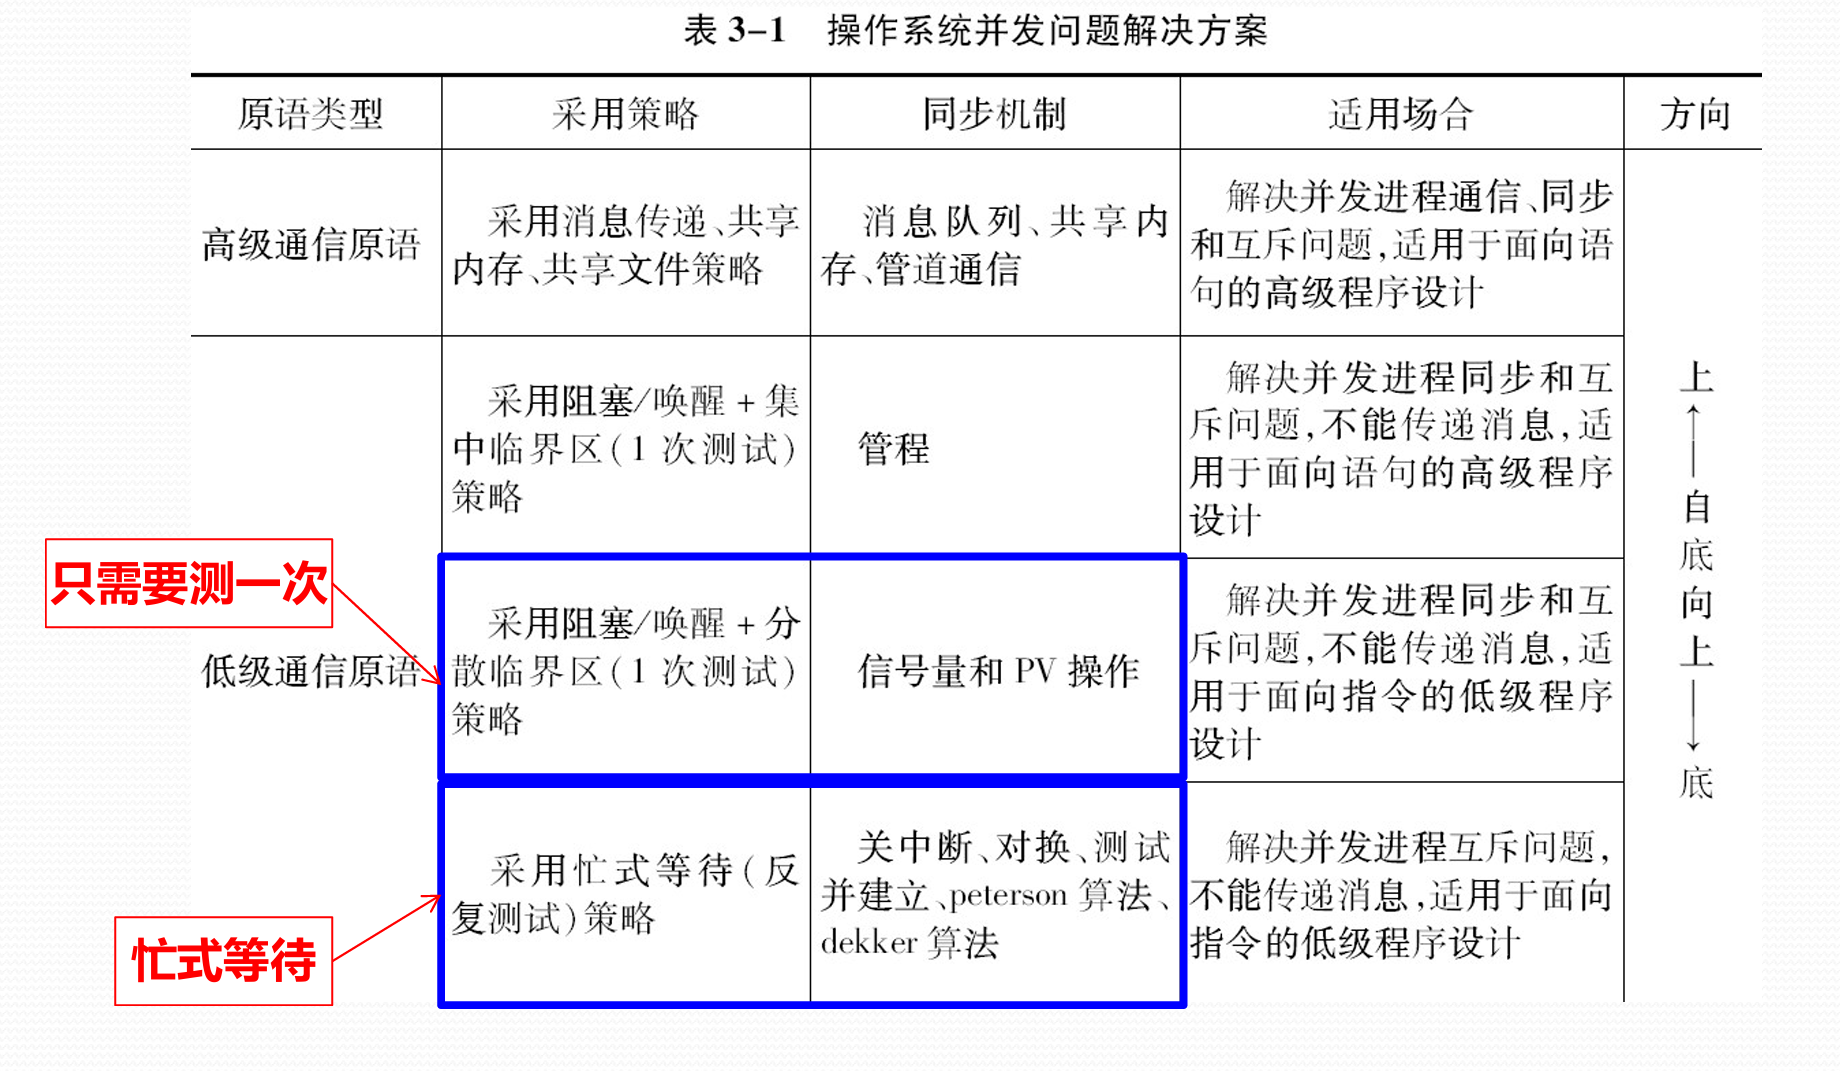 表 3-1 操作系统并发问题解决方案
原语类型 采用策略 同步机制 适用场合 方向
高级通信原语
采用消息传递、共享
内存、共享文件策略
消息队列、共享内
存、管道通信
解决并发进程通信、同步
和互斥问题,适用于面向语
句的高级程序设计
低级通信原语
采用阻塞/唤醒 + 集
中临界区(1 次测试)
策略
管程
解决并发进程同步和互
斥问题,不能传递消息,适
用于面向语句的高级程序
设计
只需要测一次
采用阻塞/唤醒 + 分
散临界区(1 次测试)
策略
信号量和 PV 操作
解决并发进程同步和互
斥问题,不能传递消息,适
用于面向指令的低级程序
设计
忙式等待
采用忙式等待(反
复测试)策略
关中断、对换、测试
并建立、peterson 算法、
dekker 算法
解决并发进程互斥问题,
不能传递消息,适用于面向
指令的低级程序设计
上
自
底
向
上
底